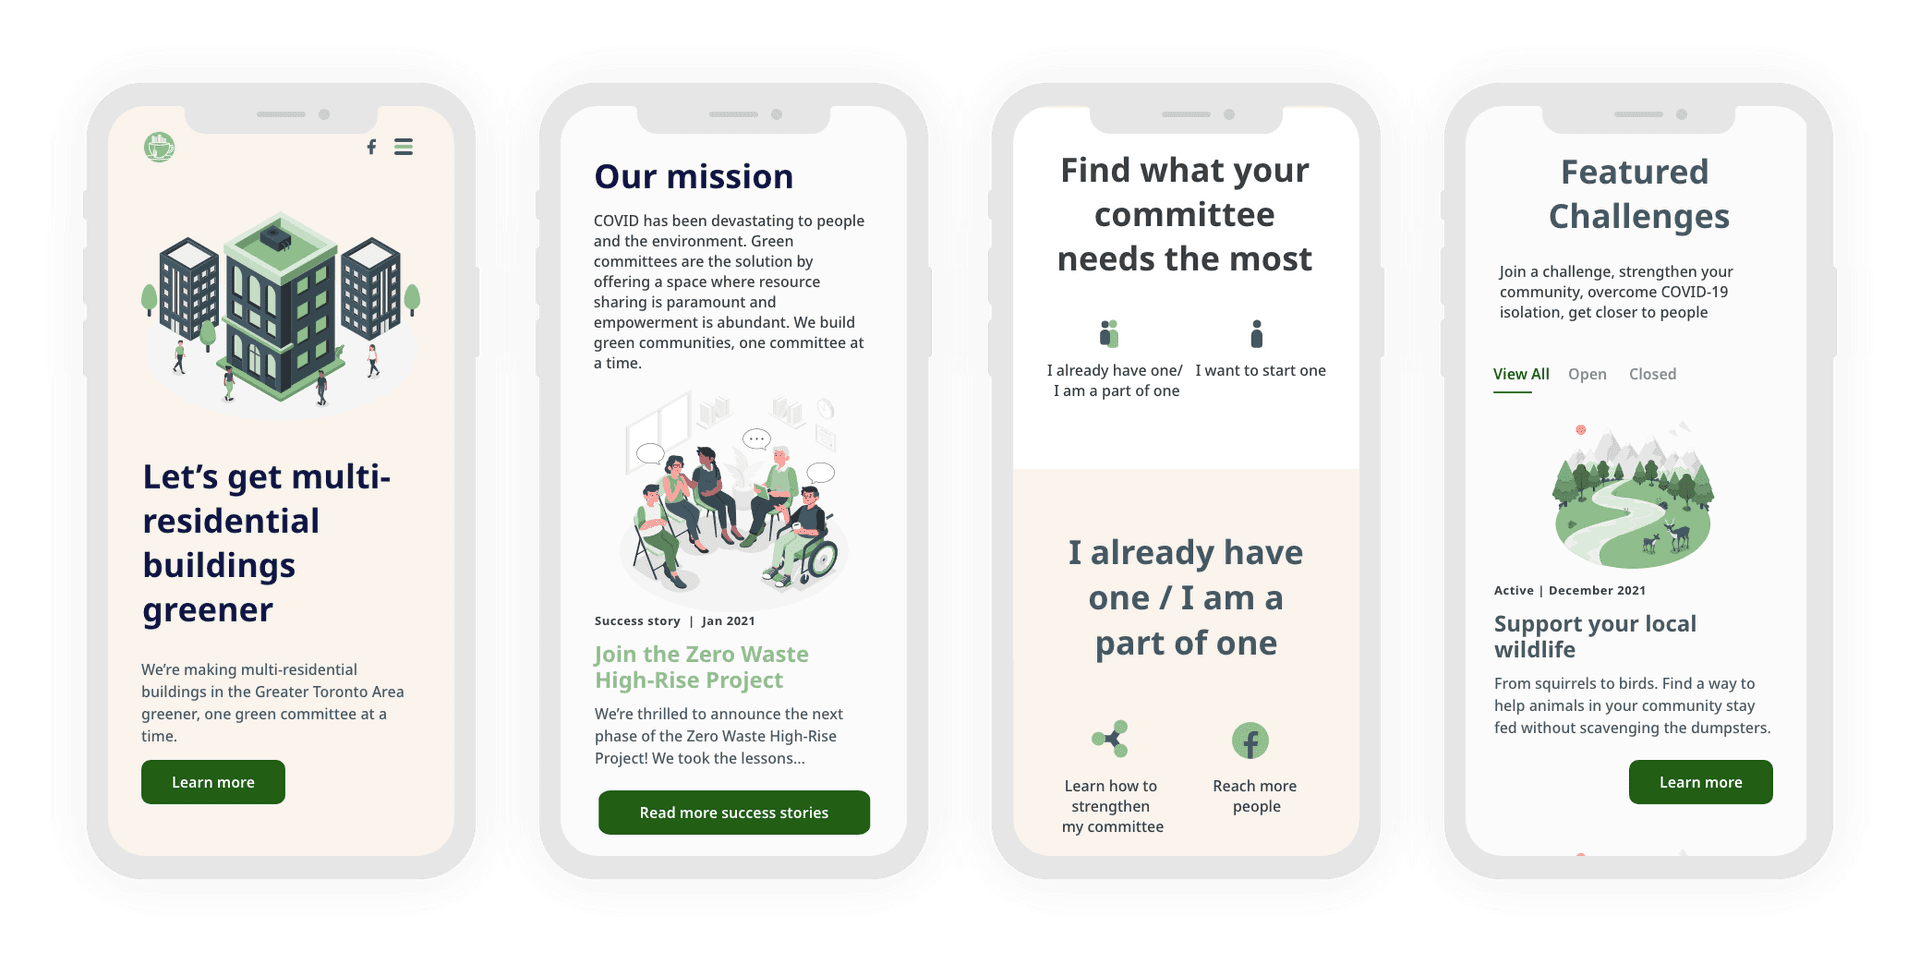 Let’s get multi-
residential
buildings
greener
We’re making multi-residential
buildings in the Greater Toronto Area
greener, one green committee at a
time.
Learn more
Our mission
COVID has been devastating to people
and the environment. Green
committees are the solution by
offering a space where resource
sharing is paramount and
empowerment is abundant. We build
green communities, one committee at
a time.
Success story | Jan 2021
Join the Zero Waste
High-Rise Project
We’re thrilled to announce the next
phase of the Zero Waste High-Rise
Project! We took the lessons...
Read more success stories
Find what your
committee
needs the most
I already have one/
I am a part of one
I want to start one
I already have
one / I am a
part of one
Learn how to
strengthen
my committee
Reach more
people
Featured
Challenges
Join a challenge, strengthen your
community, overcome COVID-19
isolation, get closer to people
View All Open Closed
Active | December 2021
Support your local
wildlife
From squirrels to birds. Find a way to
help animals in your community stay
fed without scavenging the dumpsters.
Learn more